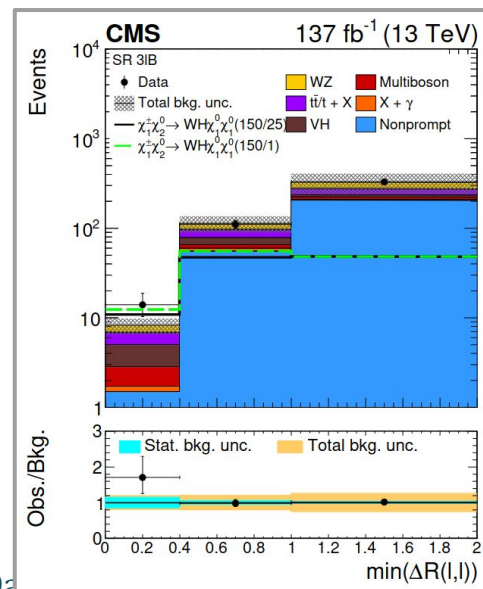 CMS 137 fb⁻¹ (13 TeV)
Events
10⁴
10³
10²
10
1
SR 3lB
Data
Total bkg. unc.
χ̃₁±χ̃₂⁰→ WHχ̃₁⁰χ̃₁⁰(150/25)
χ̃₁±χ̃₂⁰→ WHχ̃₁⁰χ̃₁⁰(150/1)
WZ
Multiboson
tt̄/t + X
X + γ
VH
Nonprompt
Obs./Bkg.
3
2
1
0
Stat. bkg. unc.
Total bkg. unc.
0 0.2 0.4 0.6 0.8 1 1.2 1.4 1.6 1.8 2
min(ΔR(l,l))